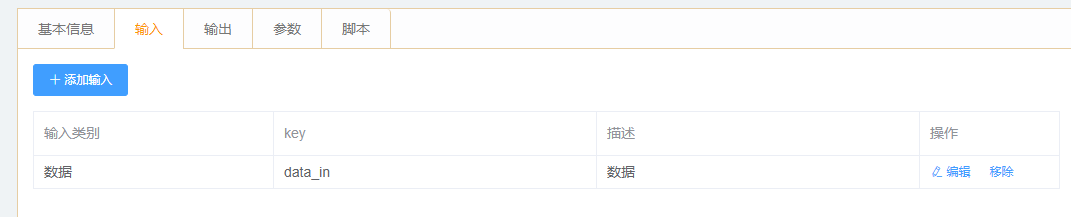 基本信息 输入 输出 参数 脚本
添加输入
输入类别 key 描述 操作
数据 data_in 数据 编辑 移除